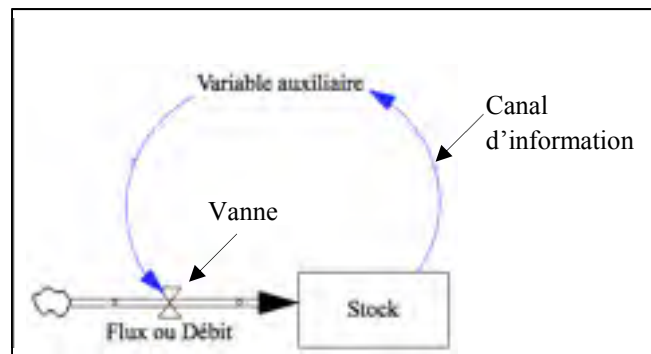 Variable auxiliaire
Canal
d'information
Vanne
Stock
Flux ou Débit